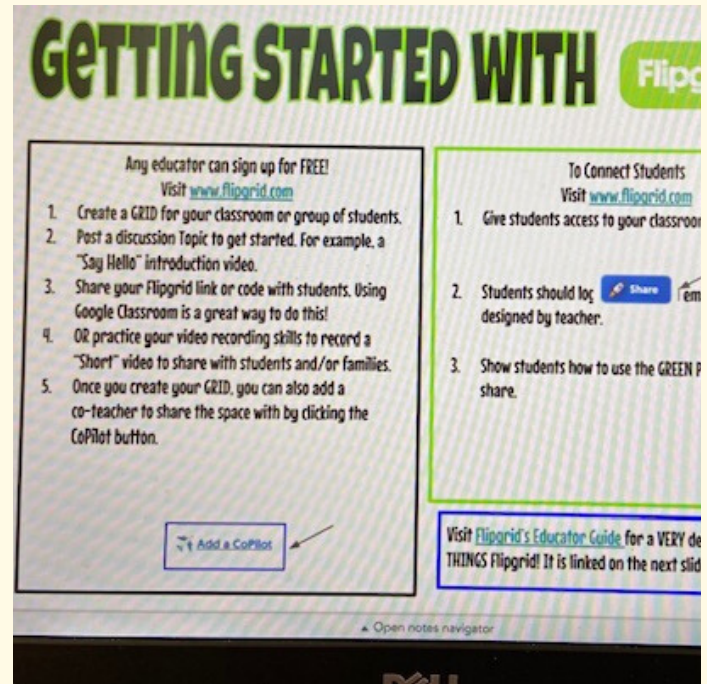 GETTING STARTED WITH
Any educator can sign up for FREE!
Visit www.flipgrid.com
1. Create a GRID for your classroom or group of students.
2. Post a discussion Topic to get started. For example, a
"Say Hello" introduction video.
3. Share your Flipgrid link or code with students. Using
Google Classroom is a great way to do this!
4. OR practice your video recording skills to record a
"Short" video to share with students and/or families.
5. Once you create your GRID, you can also add a
co-teacher to share the space with by clicking the
CoPilot button.
Add a CoPilot
To Connect Students
Visit www.flipgrid.com
1. Give students access to your
2. Students should
Share
designed by teacher.
3. Show students how to use the GREEN
share.
Visit Flipgrid's Educator Guide for a VERY
THINGS Flipgrid! It is linked on the next
Open notes navigator